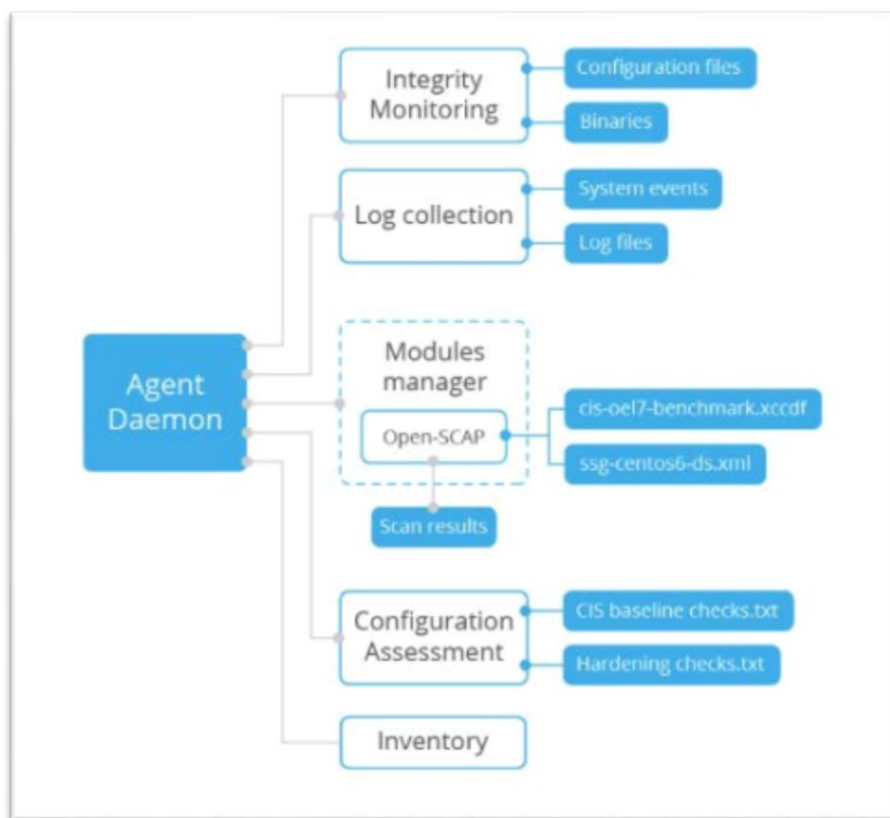 Integrity
Monitoring
Configuration files
Binaries
Log collection
System events
Log files
Agent
Daemon
Modules
manager
Open-SCAP
cis-oel7-benchmark.xccdf
ssg-centos6-ds.xml
Scan results
Configuration
Assessment
CIS baseline checks.txt
Hardening checks.txt
Inventory